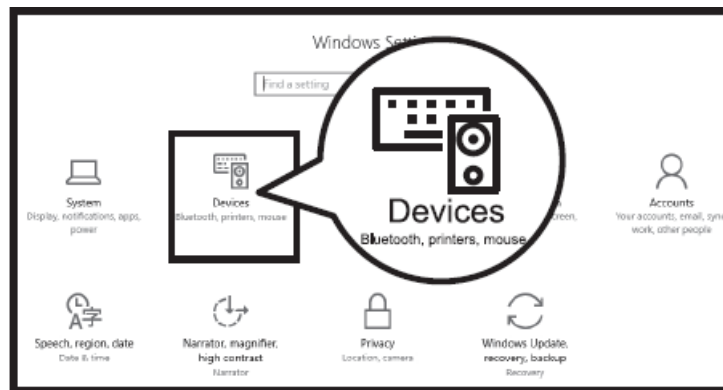 Windows
Find a setting
System
Display, notifications, apps,
power
Devices
Bluetooth, printers, mouse
Devices
Bluetooth, printers, mouse
Accounts
Your accounts, email, sync
work, other people
Speech, region, date
Date & time
Narrator, magnifier,
high contrast
Narrator
Privacy
Location, camera
Windows Update,
recovery, backup
Recovery
字
A